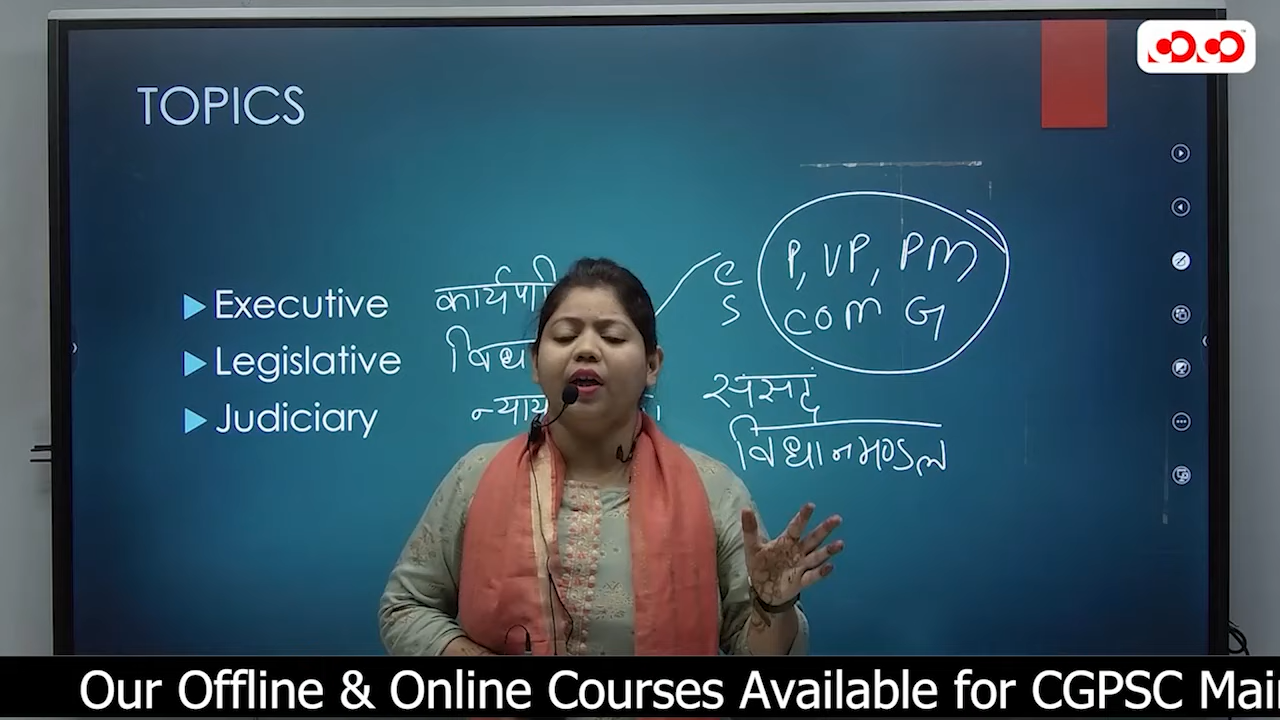 TOPICS
Executive
Legislative
Judiciary
C
S
P, VP, PM
COM G
संसद
विधानमण्डल
Our Offline & Online Courses Available for CGPSC Mai